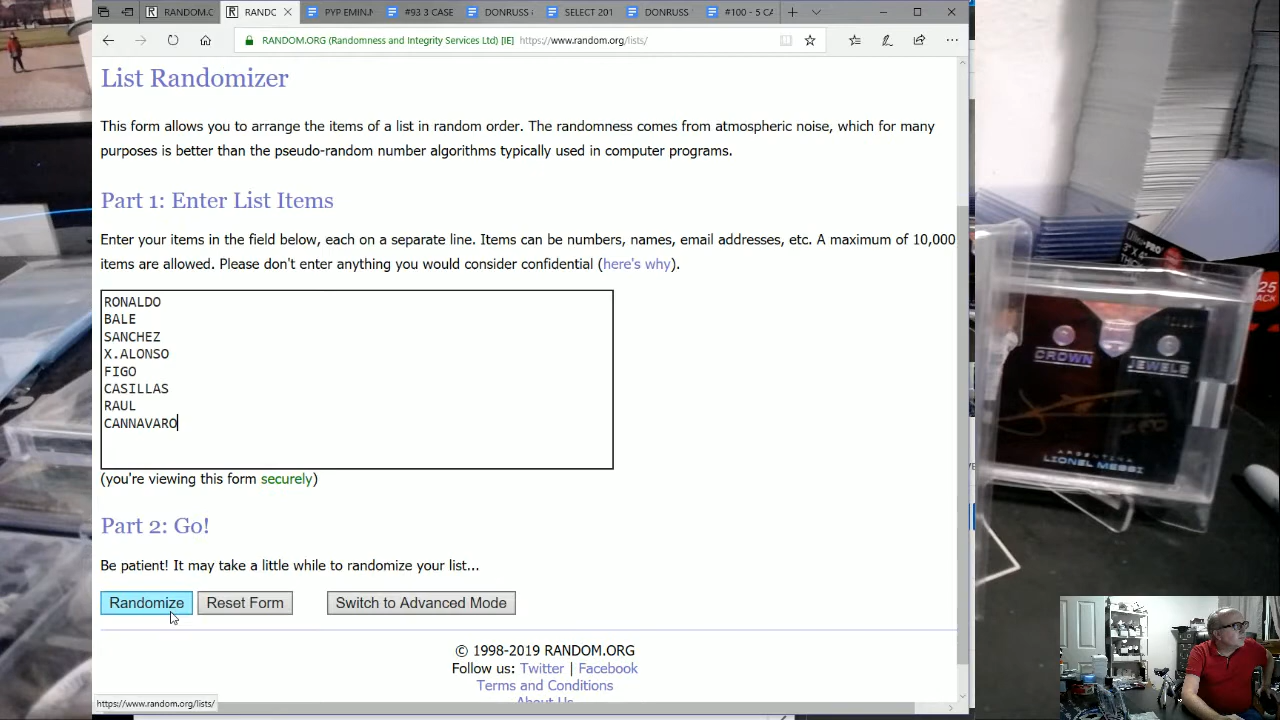 RANDOM.C
RANDC
PYP EMIN.
#93 3 CASE
DONRUSS
SELECT 201
DONRUSS
#100 - 5 CA
RANDOM.ORG (Randomness and Integrity Services Ltd) [IE] https://www.random.org/lists/
List Randomizer
This form allows you to arrange the items of a list in random order. The randomness comes from atmospheric noise, which for many
purposes is better than the pseudo-random number algorithms typically used in computer programs.
Part 1: Enter List Items
Enter your items in the field below, each on a separate line. Items can be numbers, names, email addresses, etc. A maximum of 10,000
items are allowed. Please don't enter anything you would consider confidential (here's why).
RONALDO
BALE
SANCHEZ
X.ALONSO
FIGO
CASILLAS
RAUL
CANNAVARO
(you're viewing this form securely)
Part 2: Go!
Be patient! It may take a little while to randomize your list...
Randomize
Reset Form
Switch to Advanced Mode
© 1998-2019 RANDOM.ORG
Follow us: Twitter | Facebook
Terms and Conditions
About Us
https://www.random.org/lists/
Ultra-PRO
3" X 4"
25
CROWN JEWELS
ARGENTINA
LIONEL MESSI